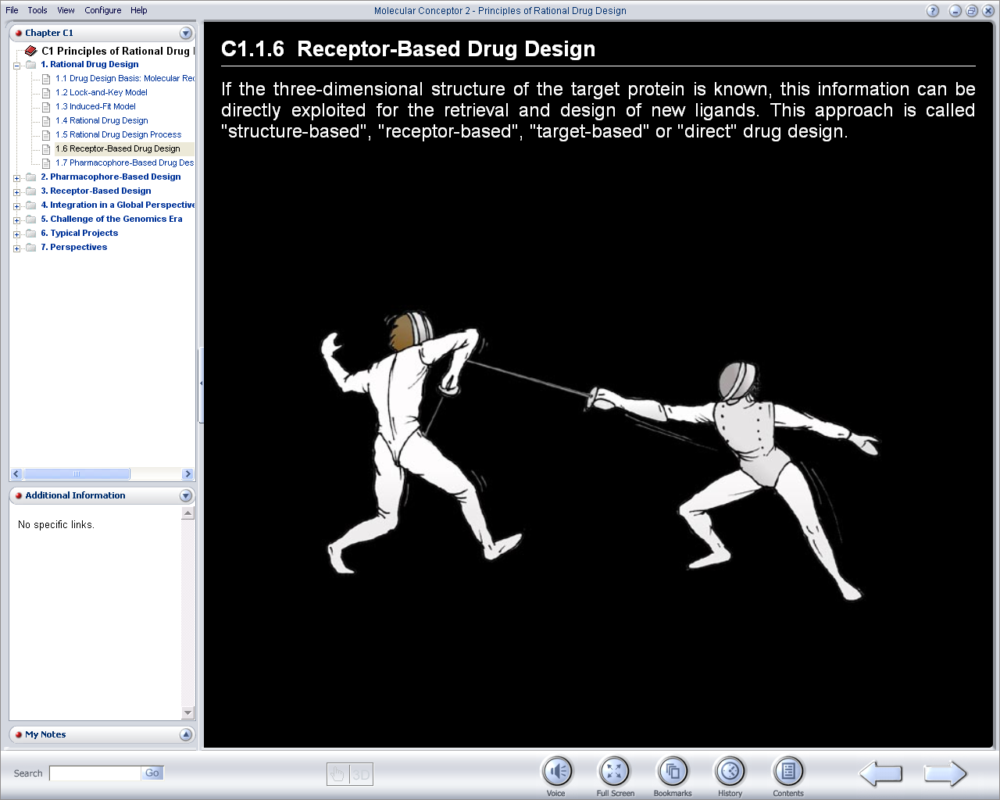 File Tools View Configure Help
Molecular Conceptor 2 - Principles of Rational Drug Design
Chapter C1
C1 Principles of Rational Drug
1. Rational Drug Design
1.1 Drug Design Basis: Molecular Rec
1.2 Lock-and-Key Model
1.3 Induced-Fit Model
1.4 Rational Drug Design
1.5 Rational Drug Design Process
1.6 Receptor-Based Drug Design
1.7 Pharmacophore-Based Drug Des
2. Pharmacophore-Based Design
3. Receptor-Based Design
4. Integration in a Global Perspective
5. Challenge of the Genomics Era
6. Typical Projects
7. Perspectives
Additional Information
No specific links.
My Notes
C1.1.6 Receptor-Based Drug Design
If the three-dimensional structure of the target protein is known, this information can be
directly exploited for the retrieval and design of new ligands. This approach is called
"structure-based", "receptor-based", "target-based" or "direct" drug design.
Search
Go
3D
Voice
Full Screen
Bookmarks
History
Contents